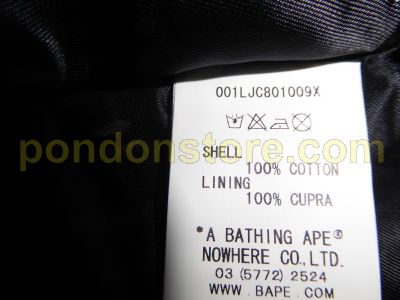 001LJC801009X
pondonstore.com
SHELL
100% COTTON
LINING
100% CUPRA
*A BATHING APE®
NOWHERE CO.,LTD.
03 (5772) 2524
WWW.BAPE.COM